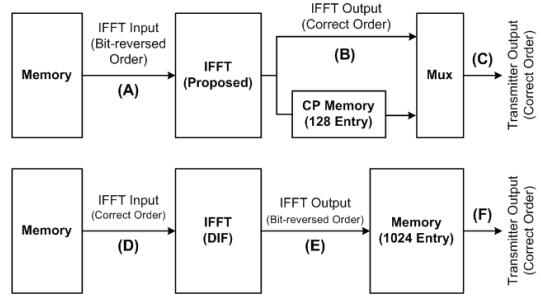 IFFT Input
(Bit-reversed
Order)
(A)
Memory
IFFT
(Proposed)
IFFT Output
(Correct Order)
(B)
CP Memory
(128 Entry)
Mux
(C)
Transmitter Output
(Correct Order)
Memory
IFFT Input
(Correct Order)
(D)
IFFT
(DIF)
IFFT Output
(Bit-reversed Order)
(E)
Memory
(1024 Entry)
(F)
Transmitter Output
(Correct Order)